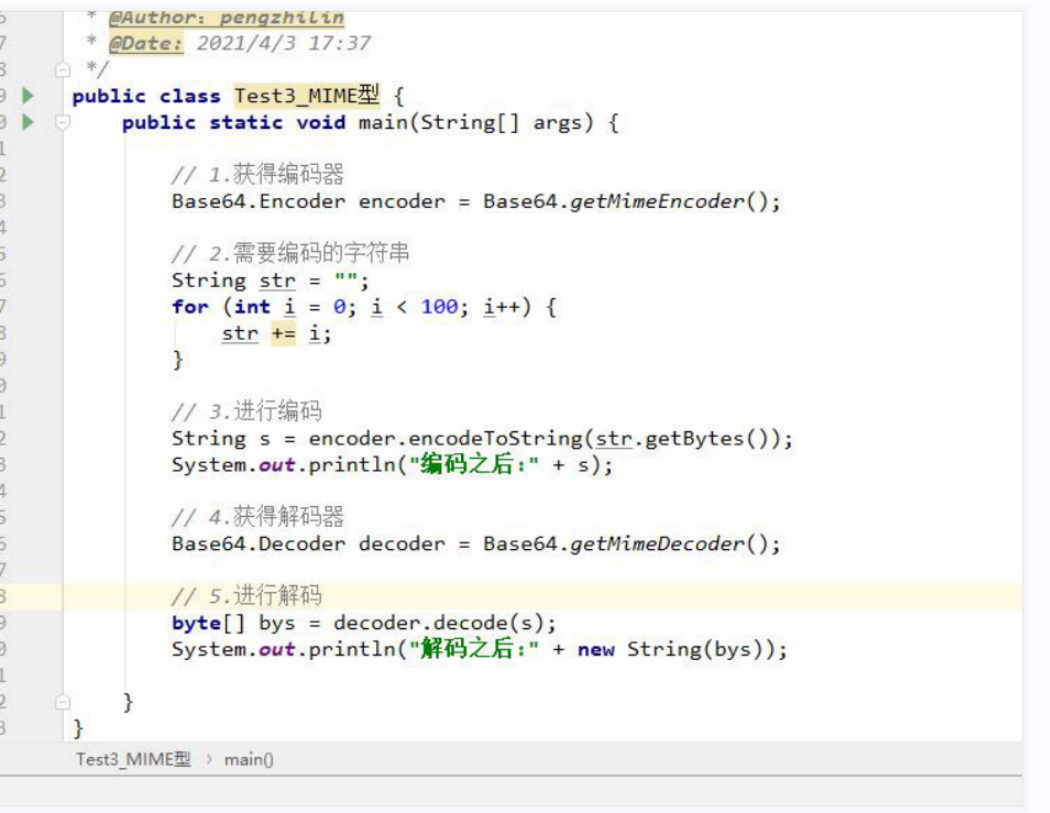 * @Author: pengzhilin
* @Date: 2021/4/3 17:37
*/
public class Test3_MIME型 {
public static void main(String[] args) {
// 1.获得编码器
Base64.Encoder encoder = Base64.getMimeEncoder();
// 2.需要编码的字符串
String str = "";
for (int i = 0; i < 100; i++) {
str += i;
}
// 3.进行编码
String s = encoder.encodeToString(str.getBytes());
System.out.println("编码之后:" + s);
// 4.获得解码器
Base64.Decoder decoder = Base64.getMimeDecoder();
// 5.进行解码
byte[] bys = decoder.decode(s);
System.out.println("解码之后:" + new String(bys));
}
}
Test3_MIME型 › main()